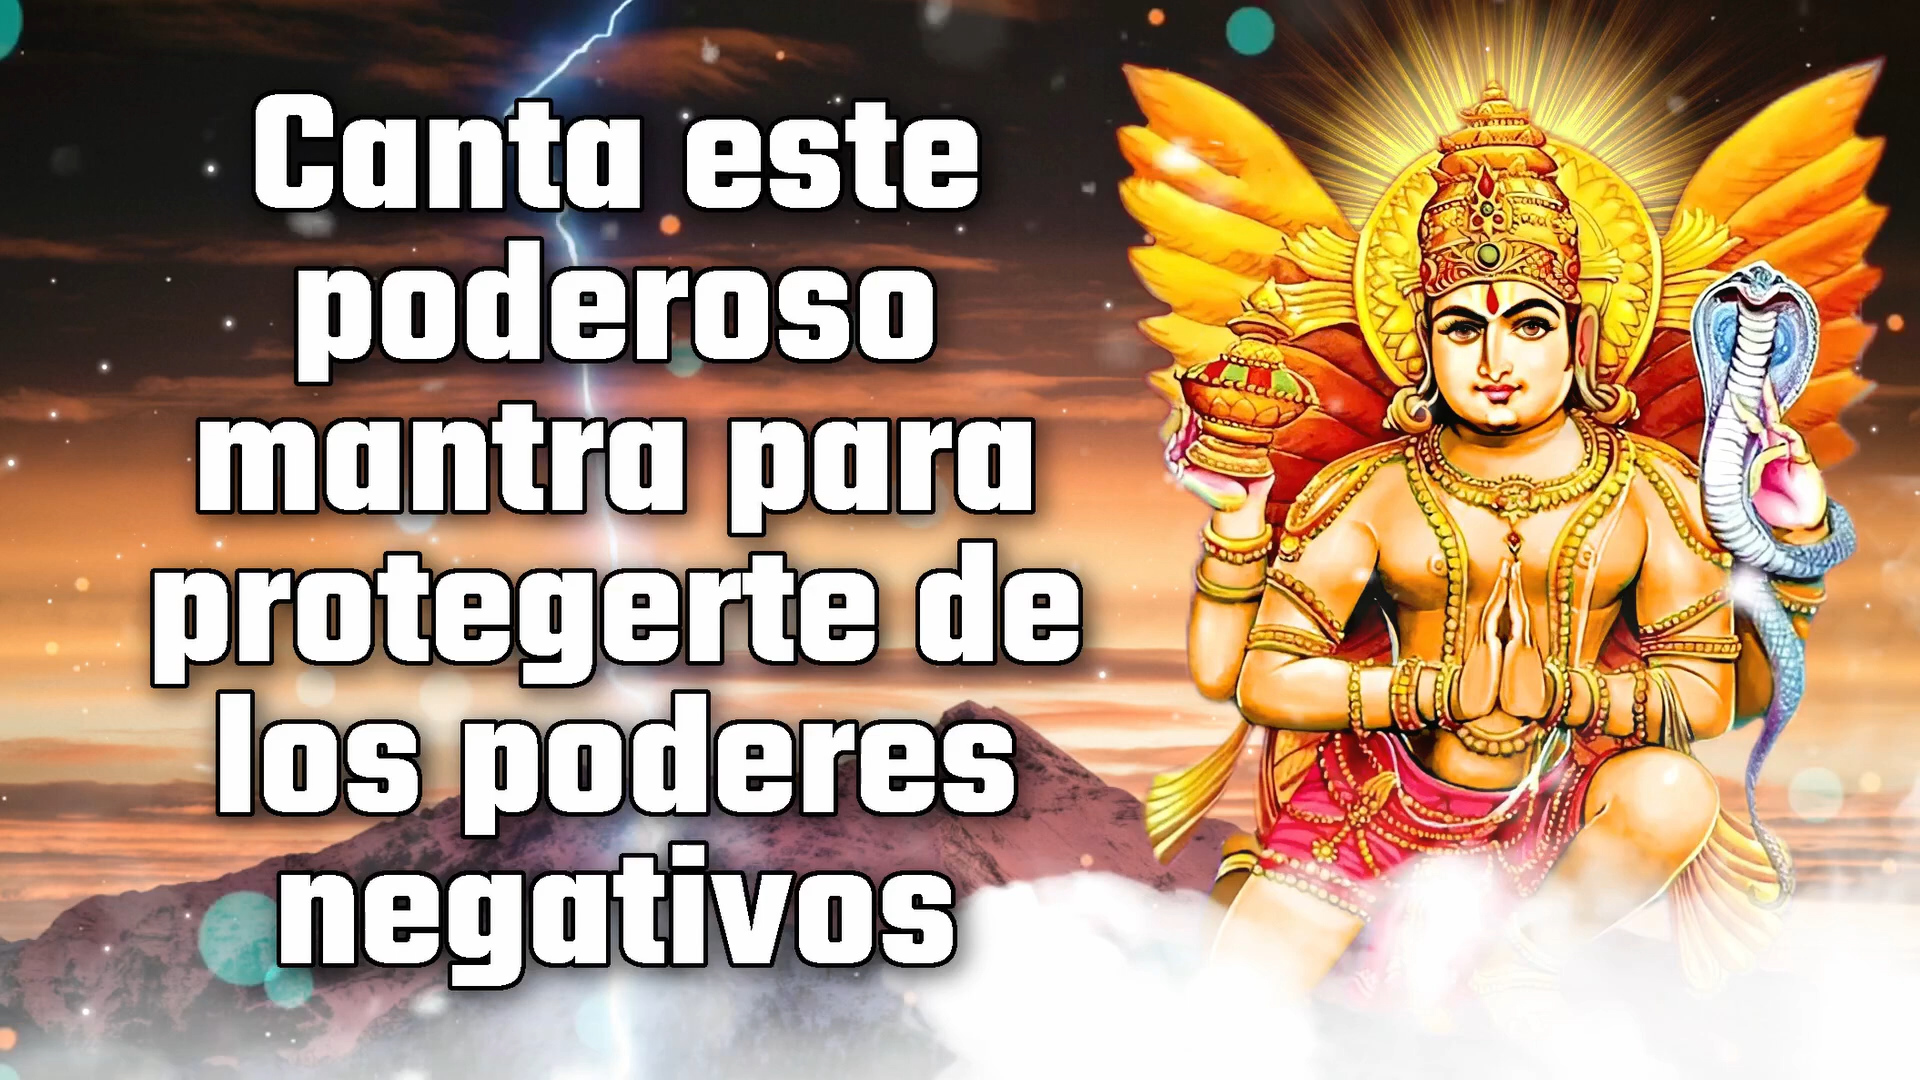 Canta este
poderoso
mantra para
protegerte de
los poderes
negativos